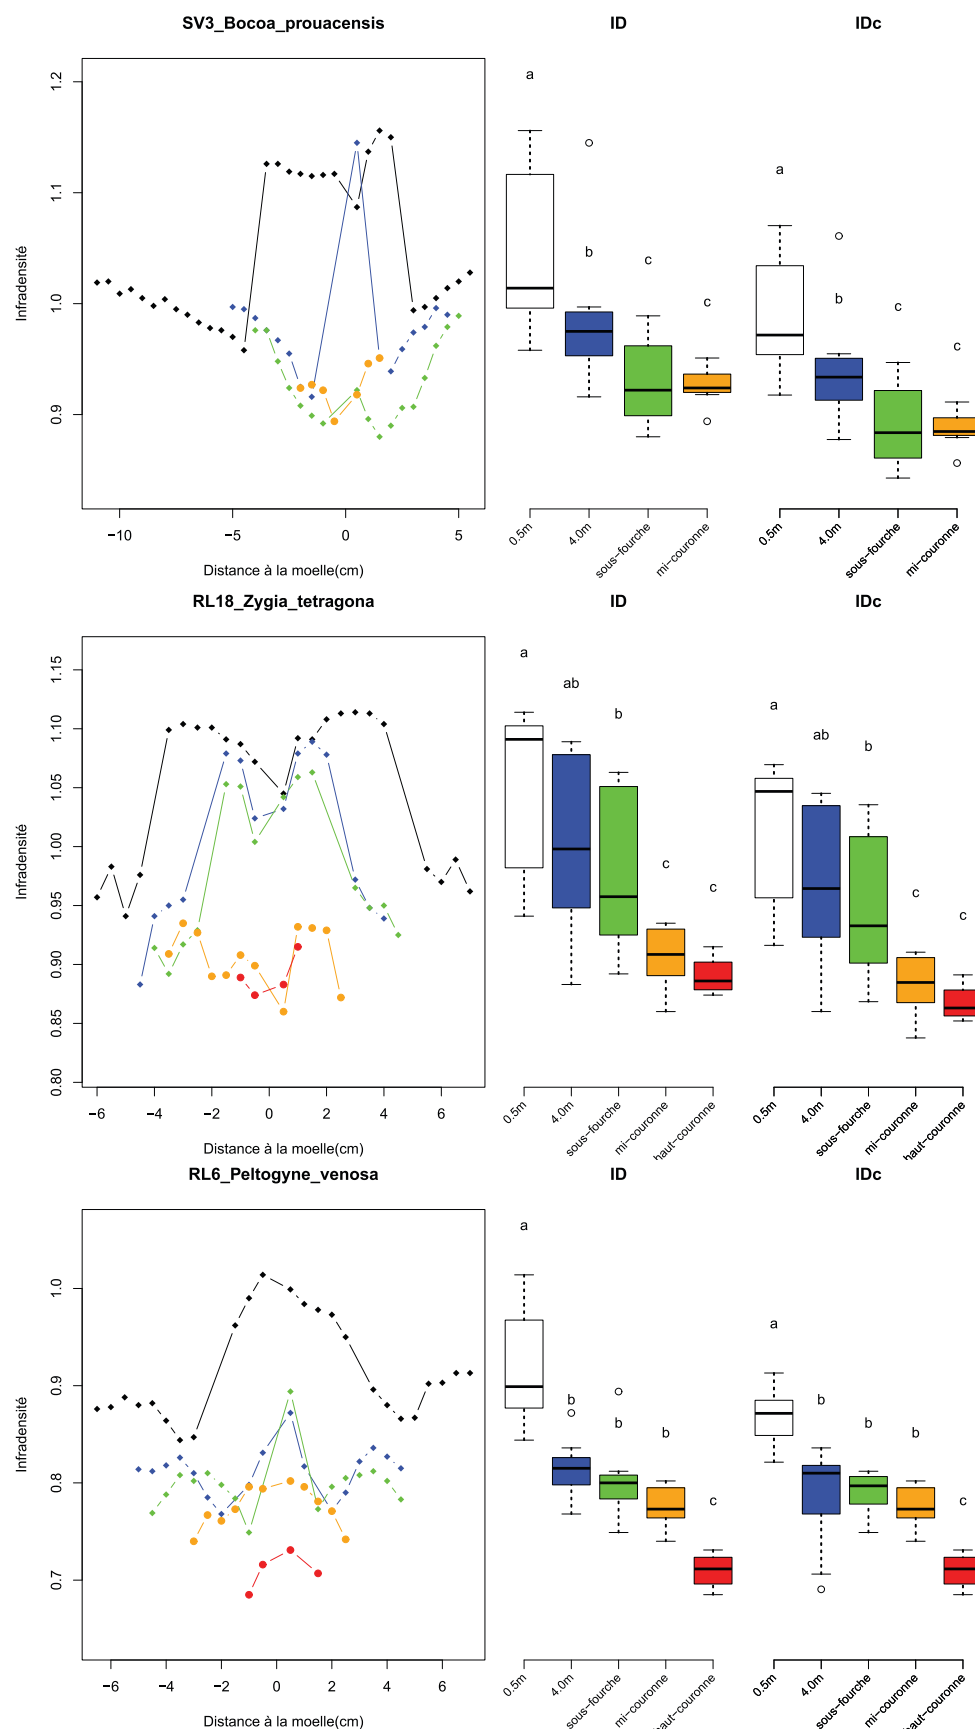 SV3_Bocoa_prouacensis ID IDc
1.2
1.1
1.0
0.9
Infradensité
−10 −5 0 5
Distance à la moelle(cm)
a b c c
0.5m 4.0m sous−fourche mi−couronne
a b c c
0.5m 4.0m sous−fourche mi−couronne
RL18_Zygia_tetragona ID IDc
1.15
1.10
1.05
1.00
0.95
0.90
0.85
0.80
Infradensité
−6 −4 −2 0 2 4 6
Distance à la moelle(cm)
a ab b c c
0.5m 4.0m sous−fourche mi−couronne haut−couronne
a ab b c c
0.5m 4.0m sous−fourche mi−couronne haut−couronne
RL6_Peltogyne_venosa ID IDc
1.0
0.9
0.8
0.7
Infradensité
−6 −4 −2 0 2 4 6
Distance à la moelle(cm)
a b b b c
0.5m 4.0m sous−fourche mi−couronne haut−couronne
a b b b c
0.5m 4.0m sous−fourche mi−couronne haut−couronne